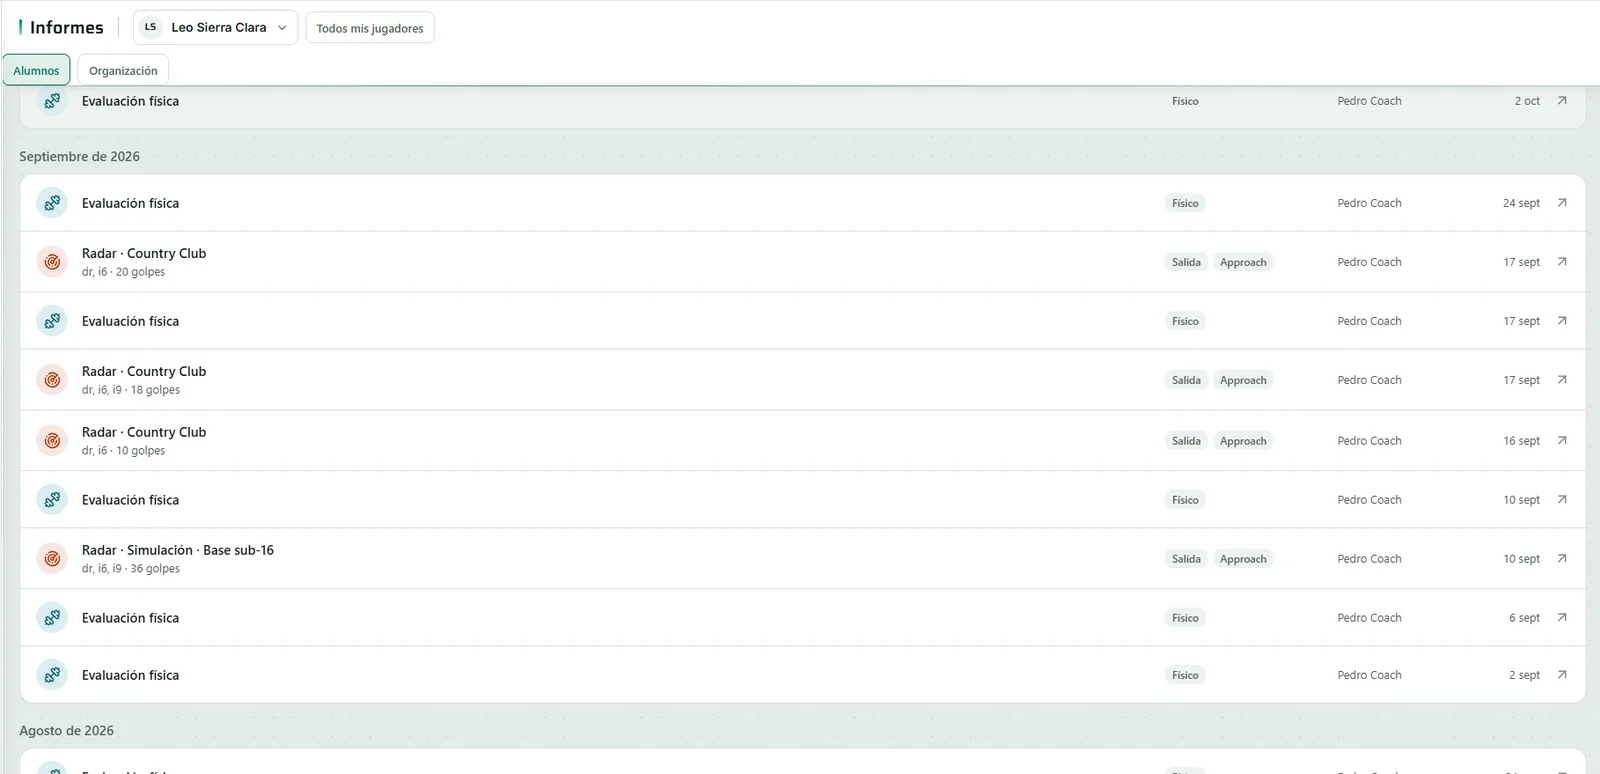 Informes
LS Leo Sierra Clara
Todos mis jugadores
Alumnos
Organización
Evaluación física Físico Pedro Coach 2 oct
Septiembre de 2026
Evaluación física Físico Pedro Coach 24 sept
Radar · Country Club Salida Approach Pedro Coach 17 sept
dr, i6 · 20 golpes
Evaluación física Físico Pedro Coach 17 sept
Radar · Country Club Salida Approach Pedro Coach 17 sept
dr, i6, i9 · 18 golpes
Radar · Country Club Salida Approach Pedro Coach 16 sept
dr, i6 · 10 golpes
Evaluación física Físico Pedro Coach 10 sept
Radar · Simulación · Base sub-16 Salida Approach Pedro Coach 10 sept
dr, i6, i9 · 36 golpes
Evaluación física Físico Pedro Coach 6 sept
Evaluación física Físico Pedro Coach 2 sept
Agosto de 2026